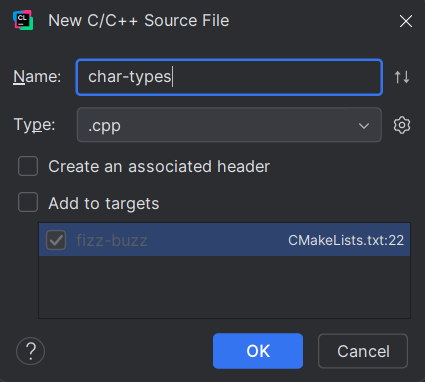 CL New C/C++ Source File
Name: char-types
Type: .cpp
Create an associated header
Add to targets
fizz-buzz CMakeLists.txt:22
? OK Cancel